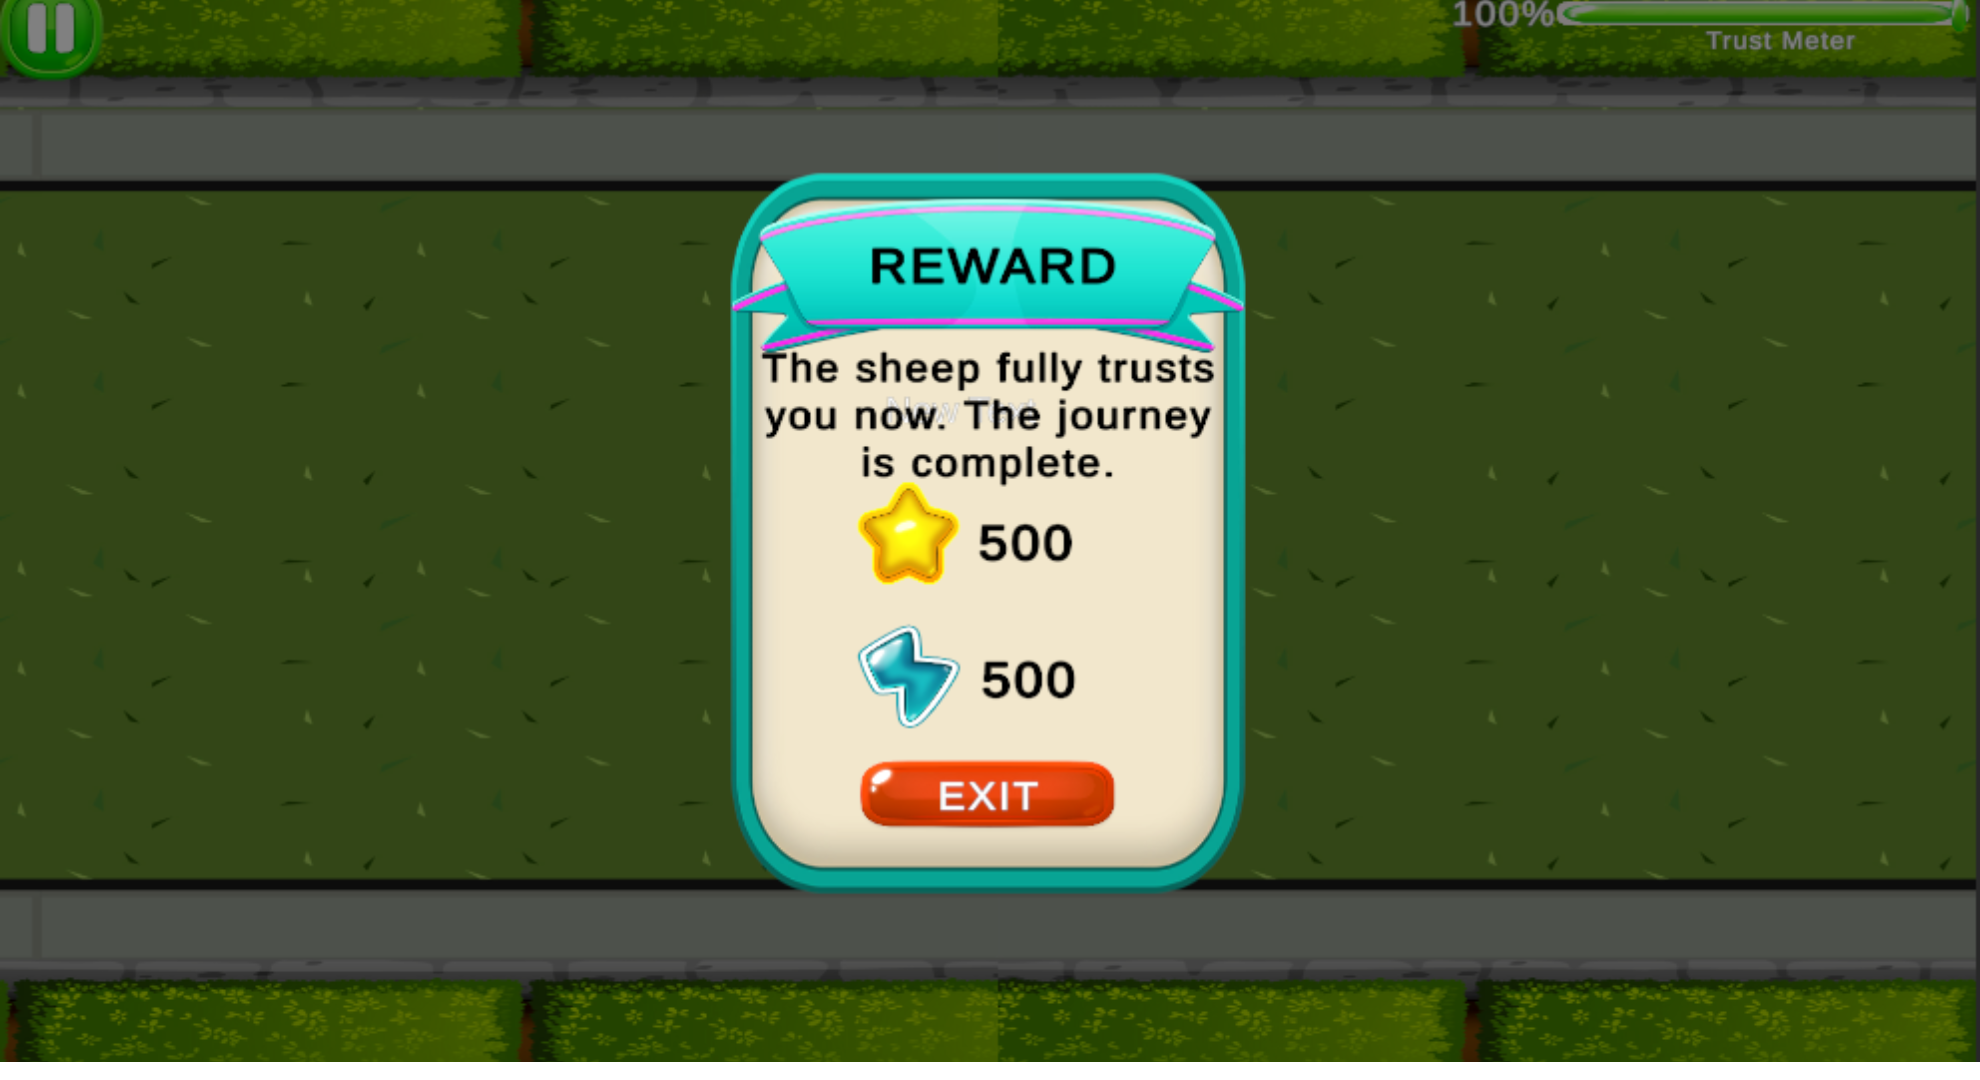 100%
Trust Meter
REWARD
The sheep fully trusts
you now. The journey
is complete.
500
500
EXIT